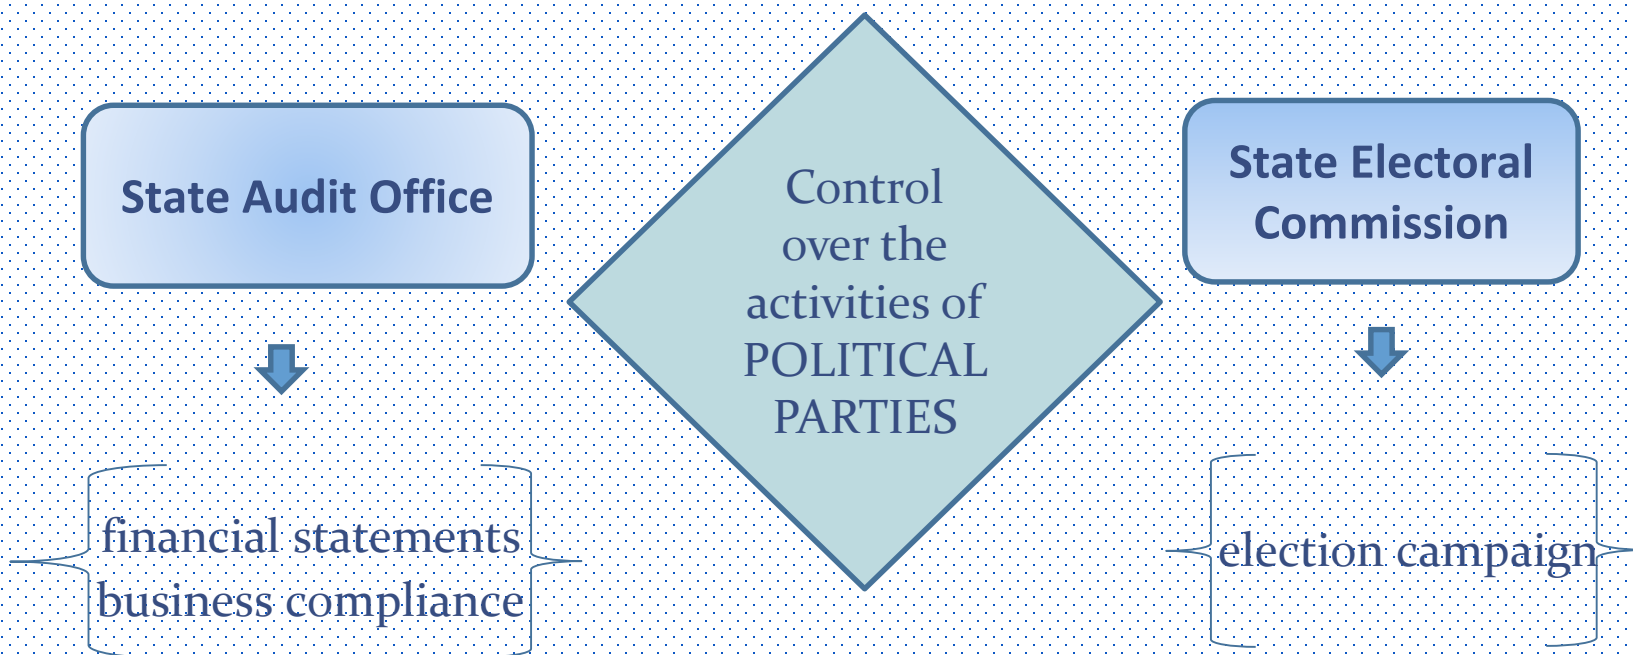 State Audit Office
financial statements
business compliance
Control
over the
activities of
POLITICAL
PARTIES
State Electoral
Commission
election campaign